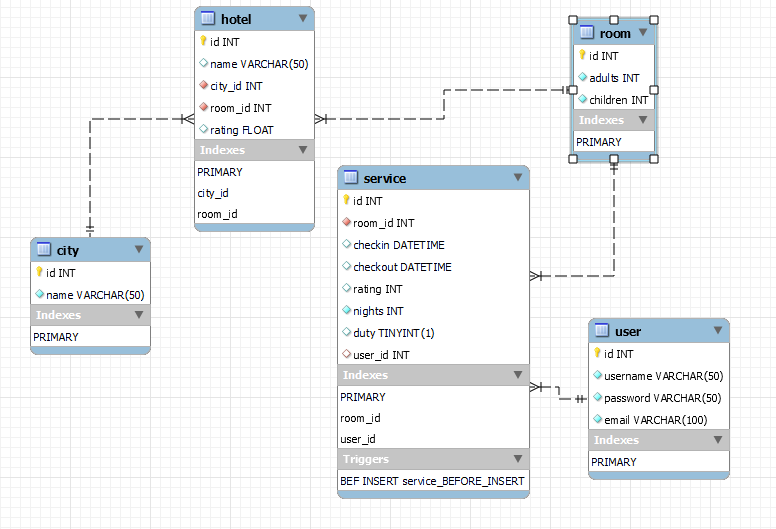 hotel
id INT
name VARCHAR(50)
city_id INT
room_id INT
rating FLOAT
Indexes
PRIMARY
city_id
room_id
room
id INT
adults INT
children INT
Indexes
PRIMARY
service
id INT
room_id INT
checkin DATETIME
checkout DATETIME
rating INT
nights INT
duty TINYINT(1)
user_id INT
Indexes
PRIMARY
room_id
user_id
Triggers
BEF INSERT service_BEFORE_INSERT
city
id INT
name VARCHAR(50)
Indexes
PRIMARY
user
id INT
username VARCHAR(50)
password VARCHAR(50)
email VARCHAR(100)
Indexes
PRIMARY